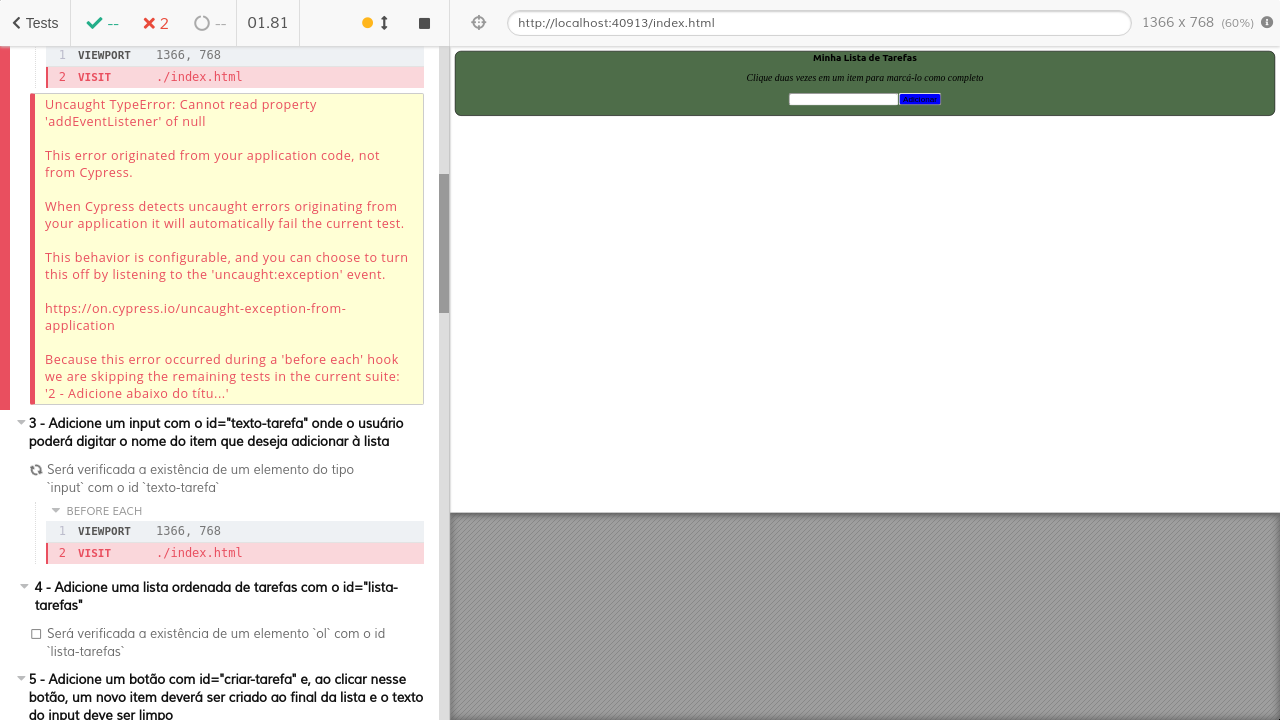 Tests
--
2
--
01.81
http://localhost:40913/index.html
1366 x 768 (60%)
1 VIEWPORT 1366, 768
2 VISIT ./index.html
Uncaught TypeError: Cannot read property
'addEventListener' of null
This error originated from your application code, not
from Cypress.
When Cypress detects uncaught errors originating from
your application it will automatically fail the current test.
This behavior is configurable, and you can choose to turn
this off by listening to the 'uncaught:exception' event.
https://on.cypress.io/uncaught-exception-from-
application
Because this error occurred during a 'before each' hook
we are skipping the remaining tests in the current suite:
'2 - Adicione abaixo do títu...'
3 - Adicione um input com o id="texto-tarefa" onde o usuário
poderá digitar o nome do item que deseja adicionar à lista
Será verificada a existência de um elemento do tipo
`input` com o id `texto-tarefa`
BEFORE EACH
1 VIEWPORT 1366, 768
2 VISIT ./index.html
4 - Adicione uma lista ordenada de tarefas com o id="lista-
tarefas"
Será verificada a existência de um elemento `ol` com o id
`lista-tarefas`
5 - Adicione um botão com id="criar-tarefa" e, ao clicar nesse
botão, um novo item deverá ser criado ao final da lista e o texto
do input deve ser limpo
Minha Lista de Tarefas
Clique duas vezes em um item para marcá-lo como completo